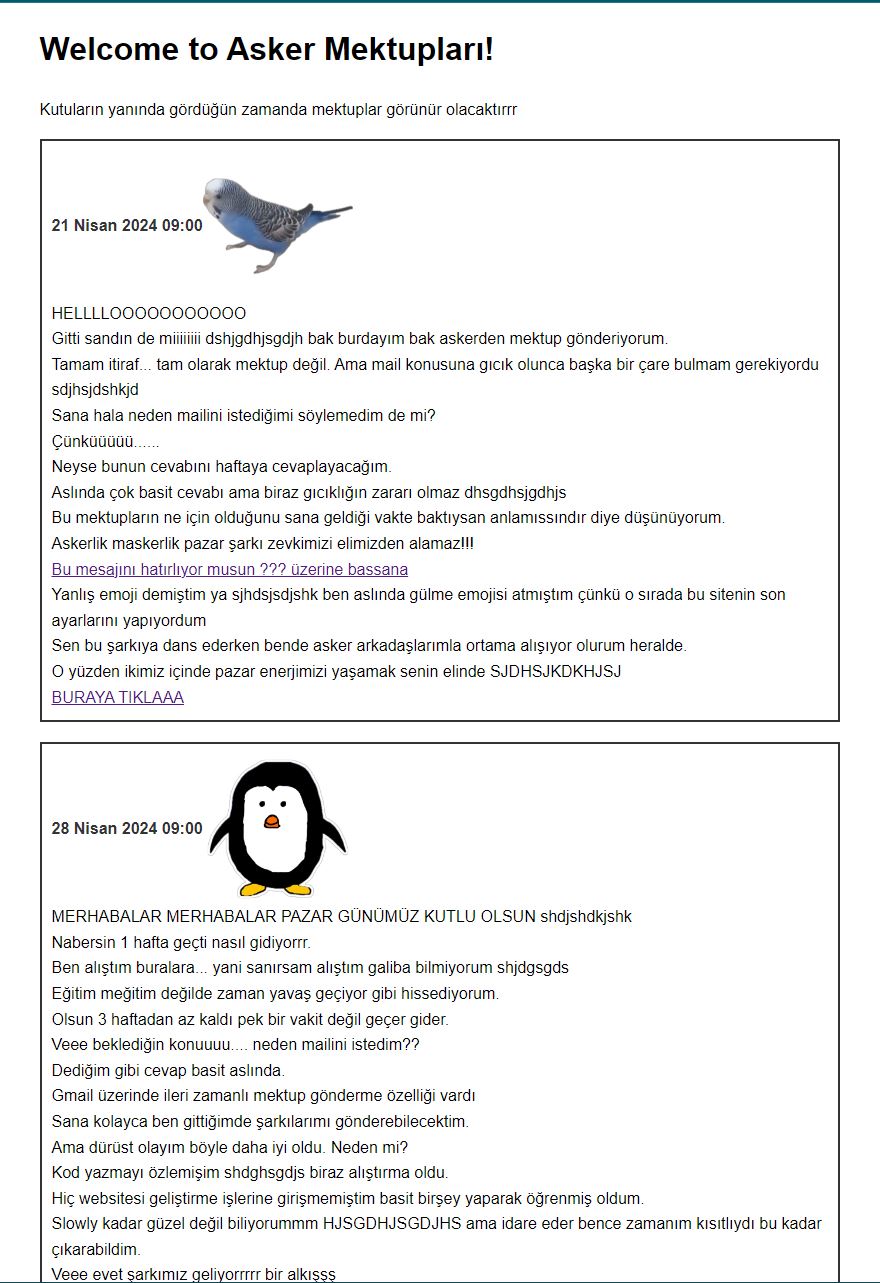 Welcome to Asker Mektupları!
Kutuların yanında gördüğün zamanda mektuplar görünür olacaktırrr
21 Nisan 2024 09:00
HELLLLOOOOOOOOOOO
Gitti sandın de miiiiiiii dshjgdhjsgdjh bak burdayım bak askerden mektup gönderiyorum.
Tamam itiraf... tam olarak mektup değil. Ama mail konusuna gıcık olunca başka bir çare bulmam gerekiyordu
sdjhsjdshkjd
Sana hala neden mailini istediğimi söylemedim de mi?
Çünküüüüü......
Neyse bunun cevabını haftaya cevaplayacağım.
Aslında çok basit cevabı ama biraz gıcıklığın zararı olmaz dhsgdhsjgdhjs
Bu mektupların ne için olduğunu sana geldiği vakte baktıysan anlamıssındır diye düşünüyorum.
Askerlik maskerlik pazar şarkı zevkimizi elimizden alamaz!!!
Bu mesajını hatırlıyor musun ??? üzerine bassana
Yanlış emoji demiştim ya sjhdsjsdjshk ben aslında gülme emojisi atmıştım çünkü o sırada bu sitenin son
ayarlarını yapıyordum
Sen bu şarkıya dans ederken bende asker arkadaşlarımla ortama alışıyor olurum heralde.
O yüzden ikimiz içinde pazar enerjimizi yaşamak senin elinde SJDHSJKDKHJSJ
BURAYA TIKLAAA
28 Nisan 2024 09:00
MERHABALAR MERHABALAR PAZAR GÜNÜMÜZ KUTLU OLSUN shdjshdkjshk
Nabersin 1 hafta geçti nasıl gidiyorrr.
Ben alıştım buralara... yani sanırsam alıştım galiba bilmiyorum shjdgsgds
Eğitim meğitim değilde zaman yavaş geçiyor gibi hissediyorum.
Olsun 3 haftadan az kaldı pek bir vakit değil geçer gider.
Veee beklediğin konuuuu.... neden mailini istedim??
Dediğim gibi cevap basit aslında.
Gmail üzerinde ileri zamanlı mektup gönderme özelliği vardı
Sana kolayca ben gittiğimde şarkılarımı gönderebilecektim.
Ama dürüst olayım böyle daha iyi oldu. Neden mi?
Kod yazmayı özlemişim shdghsgdjs biraz alıştırma oldu.
Hiç websitesi geliştirme işlerine girişmemiştim basit birşey yaparak öğrenmiş oldum.
Slowly kadar güzel değil biliyorummm HJSGDHJSGDJHS ama idare eder bence zamanım kısıtlıydı bu kadar
çıkarabildim.
Veee evet şarkımız geliyorrrrr bir alkışşş